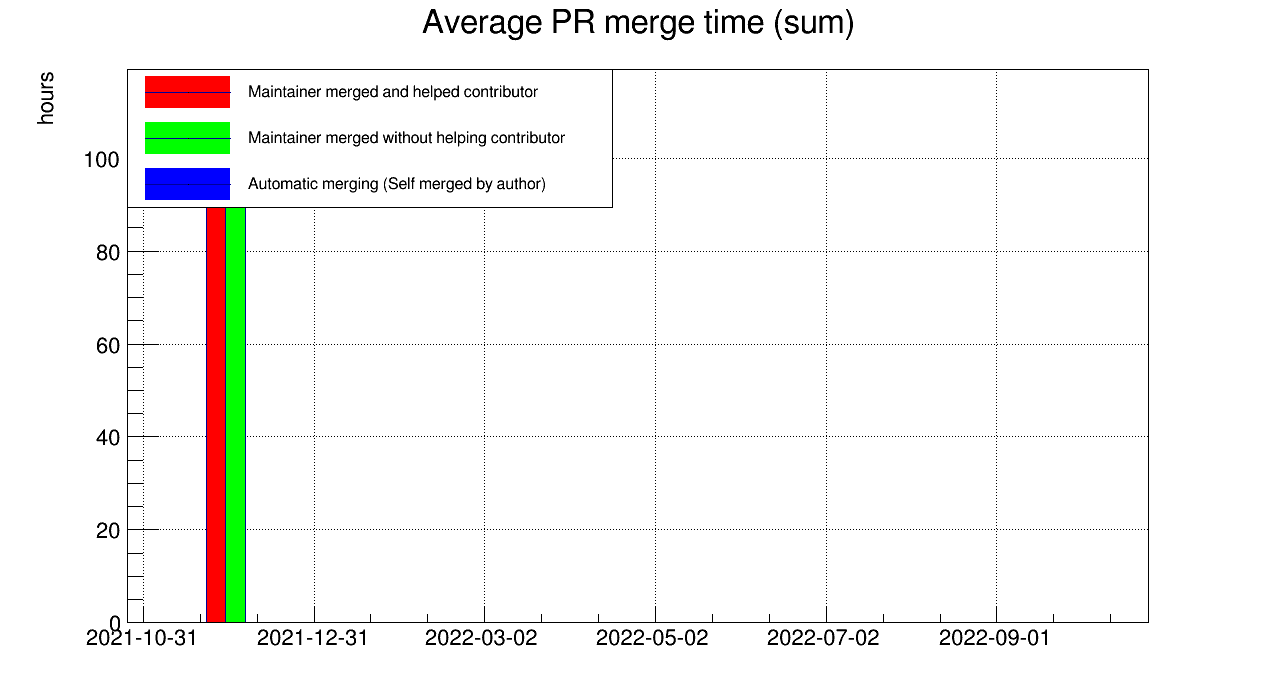 Average PR merge time (sum)
hours
Maintainer merged and helped contributor
Maintainer merged without helping contributor
Automatic merging (Self merged by author)
100
80
60
40
20
0
2021-10-31 2021-12-31 2022-03-02 2022-05-02 2022-07-02 2022-09-01